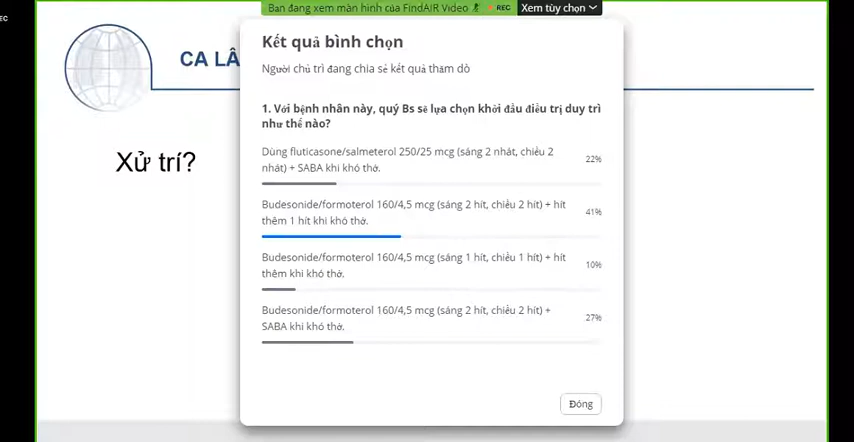 EC
Bạn đang xem màn hình của FindAIR Video
REC
Xem tùy chọn
CA LÂ
Xử trí?
Kết quả bình chọn
Người chủ trì đang chia sẻ kết quả thăm dò
1. Với bệnh nhân này, quý Bs sẽ lựa chọn khởi đầu điều trị duy trì
như thế nào?
Dùng fluticasone/salmeterol 250/25 mcg (sáng 2 nhát, chiều 2
nhát) + SABA khi khó thở.
22%
Budesonide/formoterol 160/4,5 mcg (sáng 2 hít, chiều 2 hít) + hít
thêm 1 hít khi khó thở.
41%
Budesonide/formoterol 160/4,5 mcg (sáng 1 hít, chiều 1 hít) + hít
thêm khi khó thở.
10%
Budesonide/formoterol 160/4,5 mcg (sáng 2 hít, chiều 2 hít) +
SABA khi khó thở.
27%
Đóng